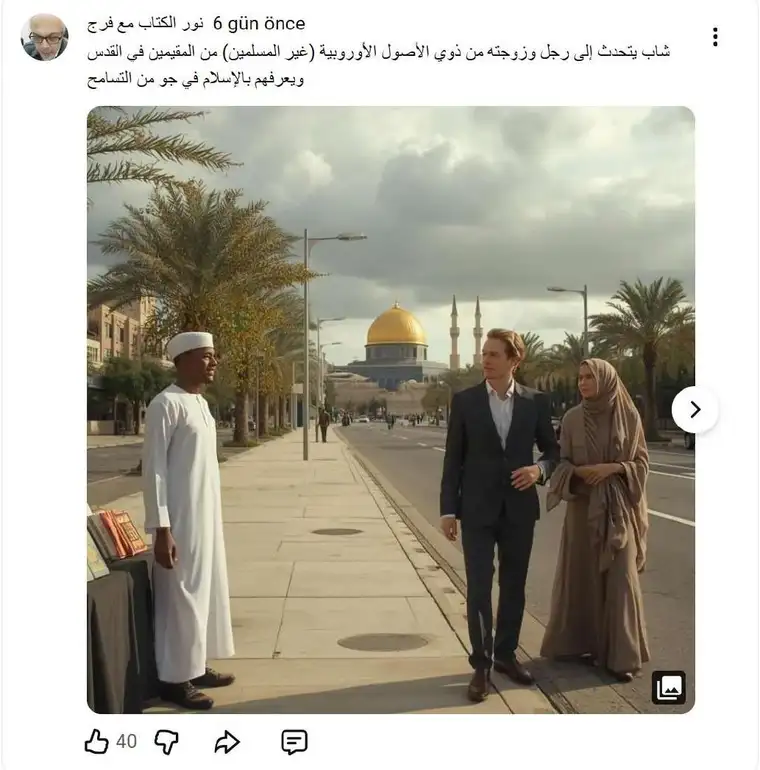 نور الكتاب مع فرج 6 gün önce
شاب يتحدث إلى رجل وزوجته من ذوي الأصول الأوروبية (غير المسلمين) من المقيمين في القدس
ويعرفهم بالإسلام في جو من التسامح
40